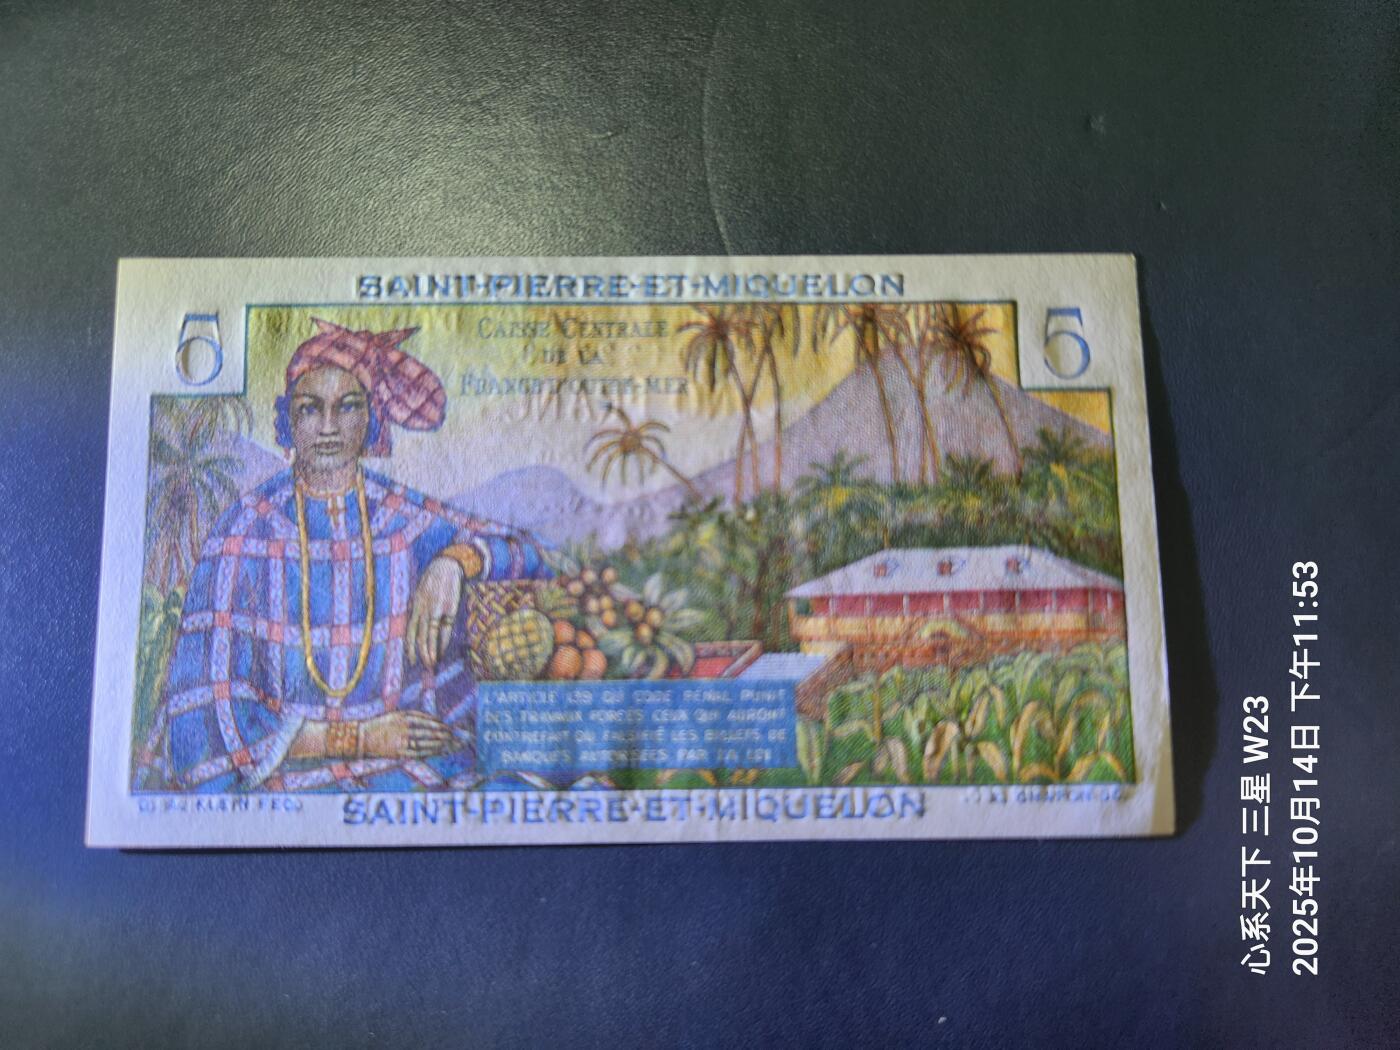 SAINT-PIERRE-ET-MIQUELON
5
5
CAISSE CENTRALE
DE LA
FRANCE D'OUTRE-MER
L'ARTICLE 139 DU CODE PÉNAL PUNIT
DES TRAVAUX FORCÉS CEUX QUI AURONT
CONTREFAIT OU FALSIFIÉ LES BILLETS DE
BANQUES AUTORISÉES PAR LA LOI
SAINT-PIERRE-ET-MIQUELON
心系天下 三星 W23
2025年10月14日 下午11:53